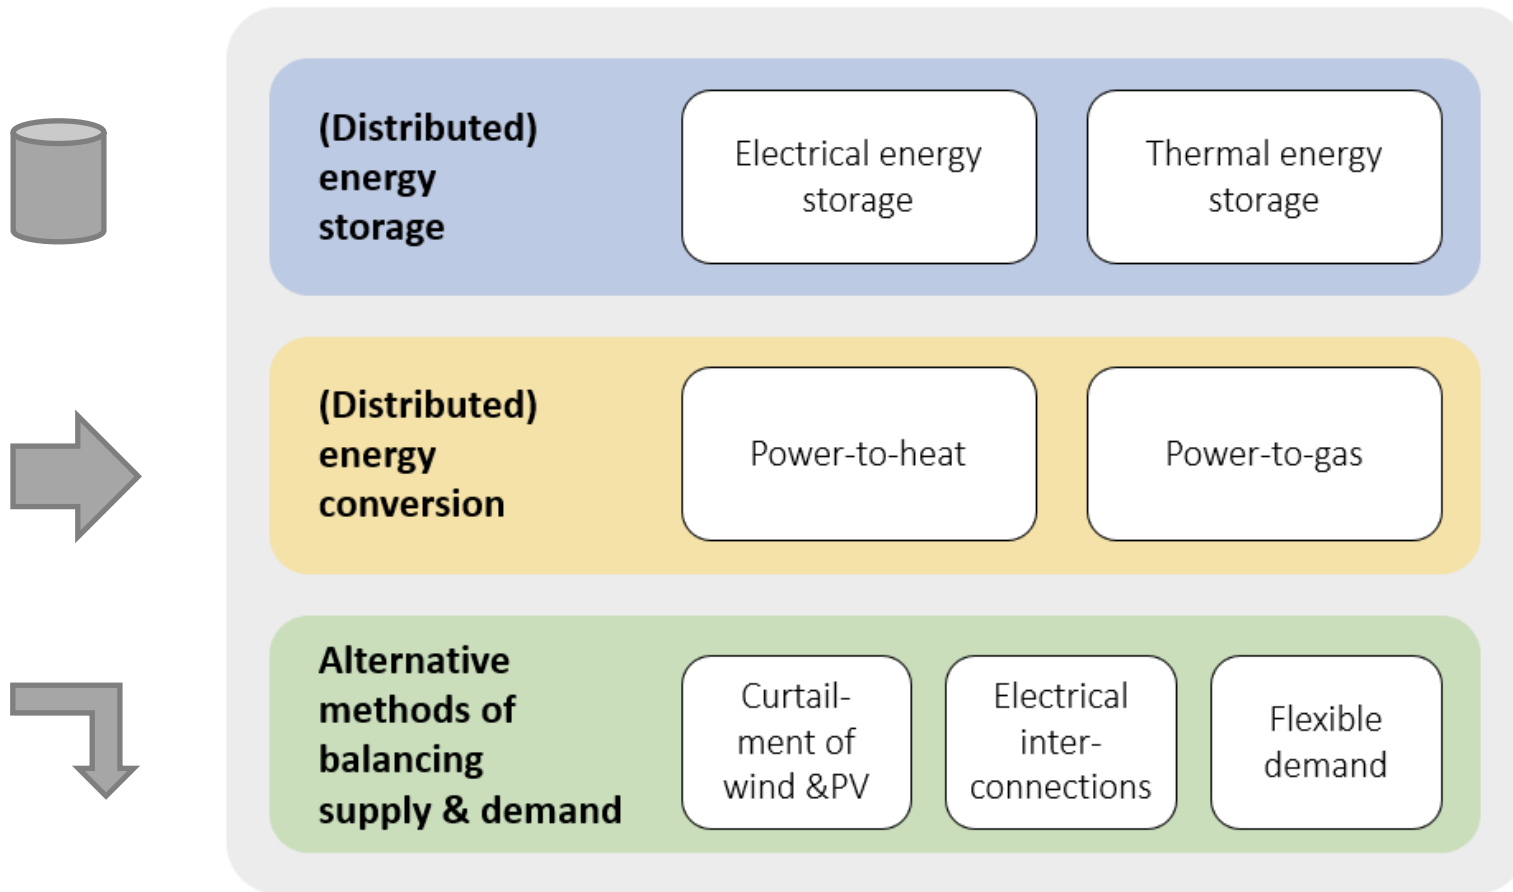 (Distributed)
energy
storage
Electrical energy
storage
Thermal energy
storage
(Distributed)
energy
conversion
Power-to-heat
Power-to-gas
Alternative
methods of
balancing
supply & demand
Curtail-
ment of
wind &PV
Electrical
inter-
connections
Flexible
demand